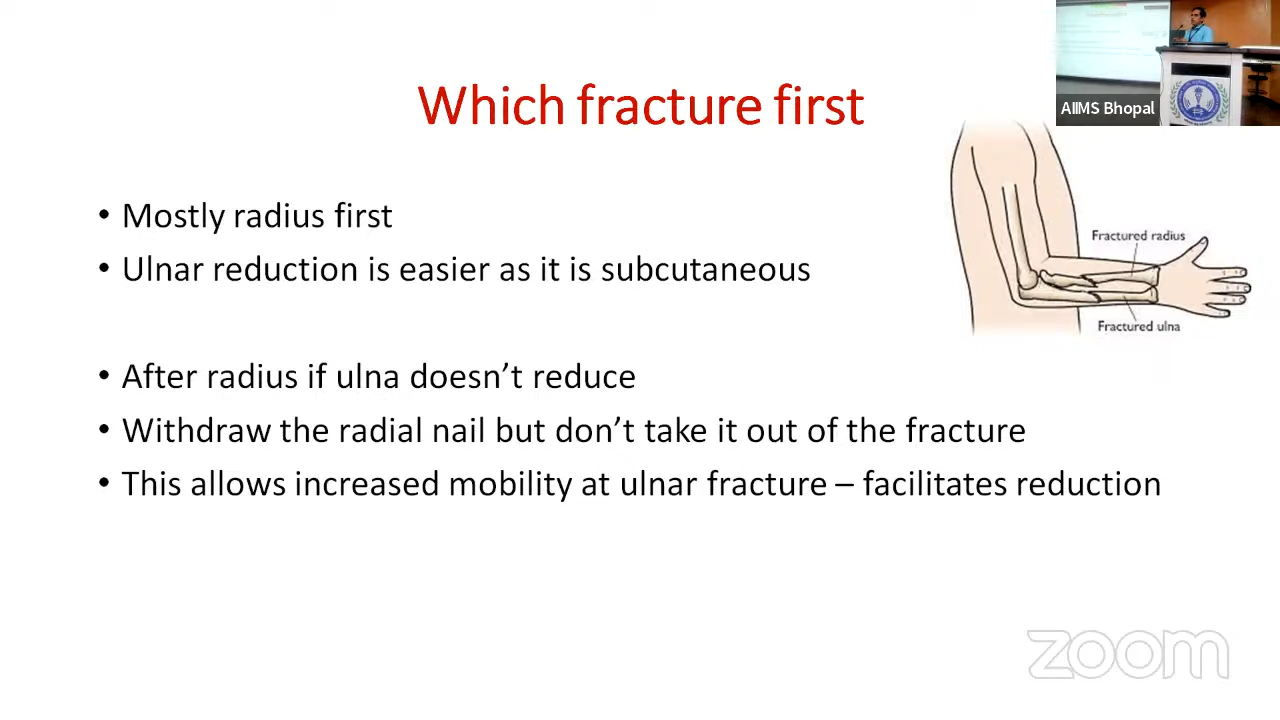 AIIMS Bhopal
Which fracture first
• Mostly radius first
• Ulnar reduction is easier as it is subcutaneous
Fractured radius
Fractured ulna
• After radius if ulna doesn’t reduce
• Withdraw the radial nail but don’t take it out of the fracture
• This allows increased mobility at ulnar fracture – facilitates reduction
zoom